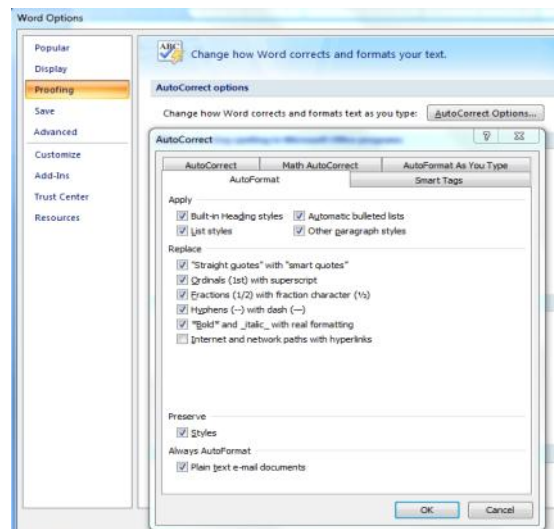 Word Options
Popular
Display
Proofing
Save
Advanced
Customize
Add-Ins
Trust Center
Resources
ABC
Change how Word corrects and formats your text.
AutoCorrect options
Change how Word corrects and formats text as you type: AutoCorrect Options...
AutoCorrect
AutoCorrect Math AutoCorrect AutoFormat As You Type
AutoFormat Smart Tags
Apply
Built-in Heading styles Automatic bulleted lists
List styles Other paragraph styles
Replace
"Straight quotes" with "smart quotes"
Ordinals (1st) with superscript
Fractions (1/2) with fraction character (½)
Hyphens (--) with dash (—)
*Bold* and _italic_ with real formatting
Internet and network paths with hyperlinks
Preserve
Styles
Always AutoFormat
Plain text e-mail documents
OK Cancel